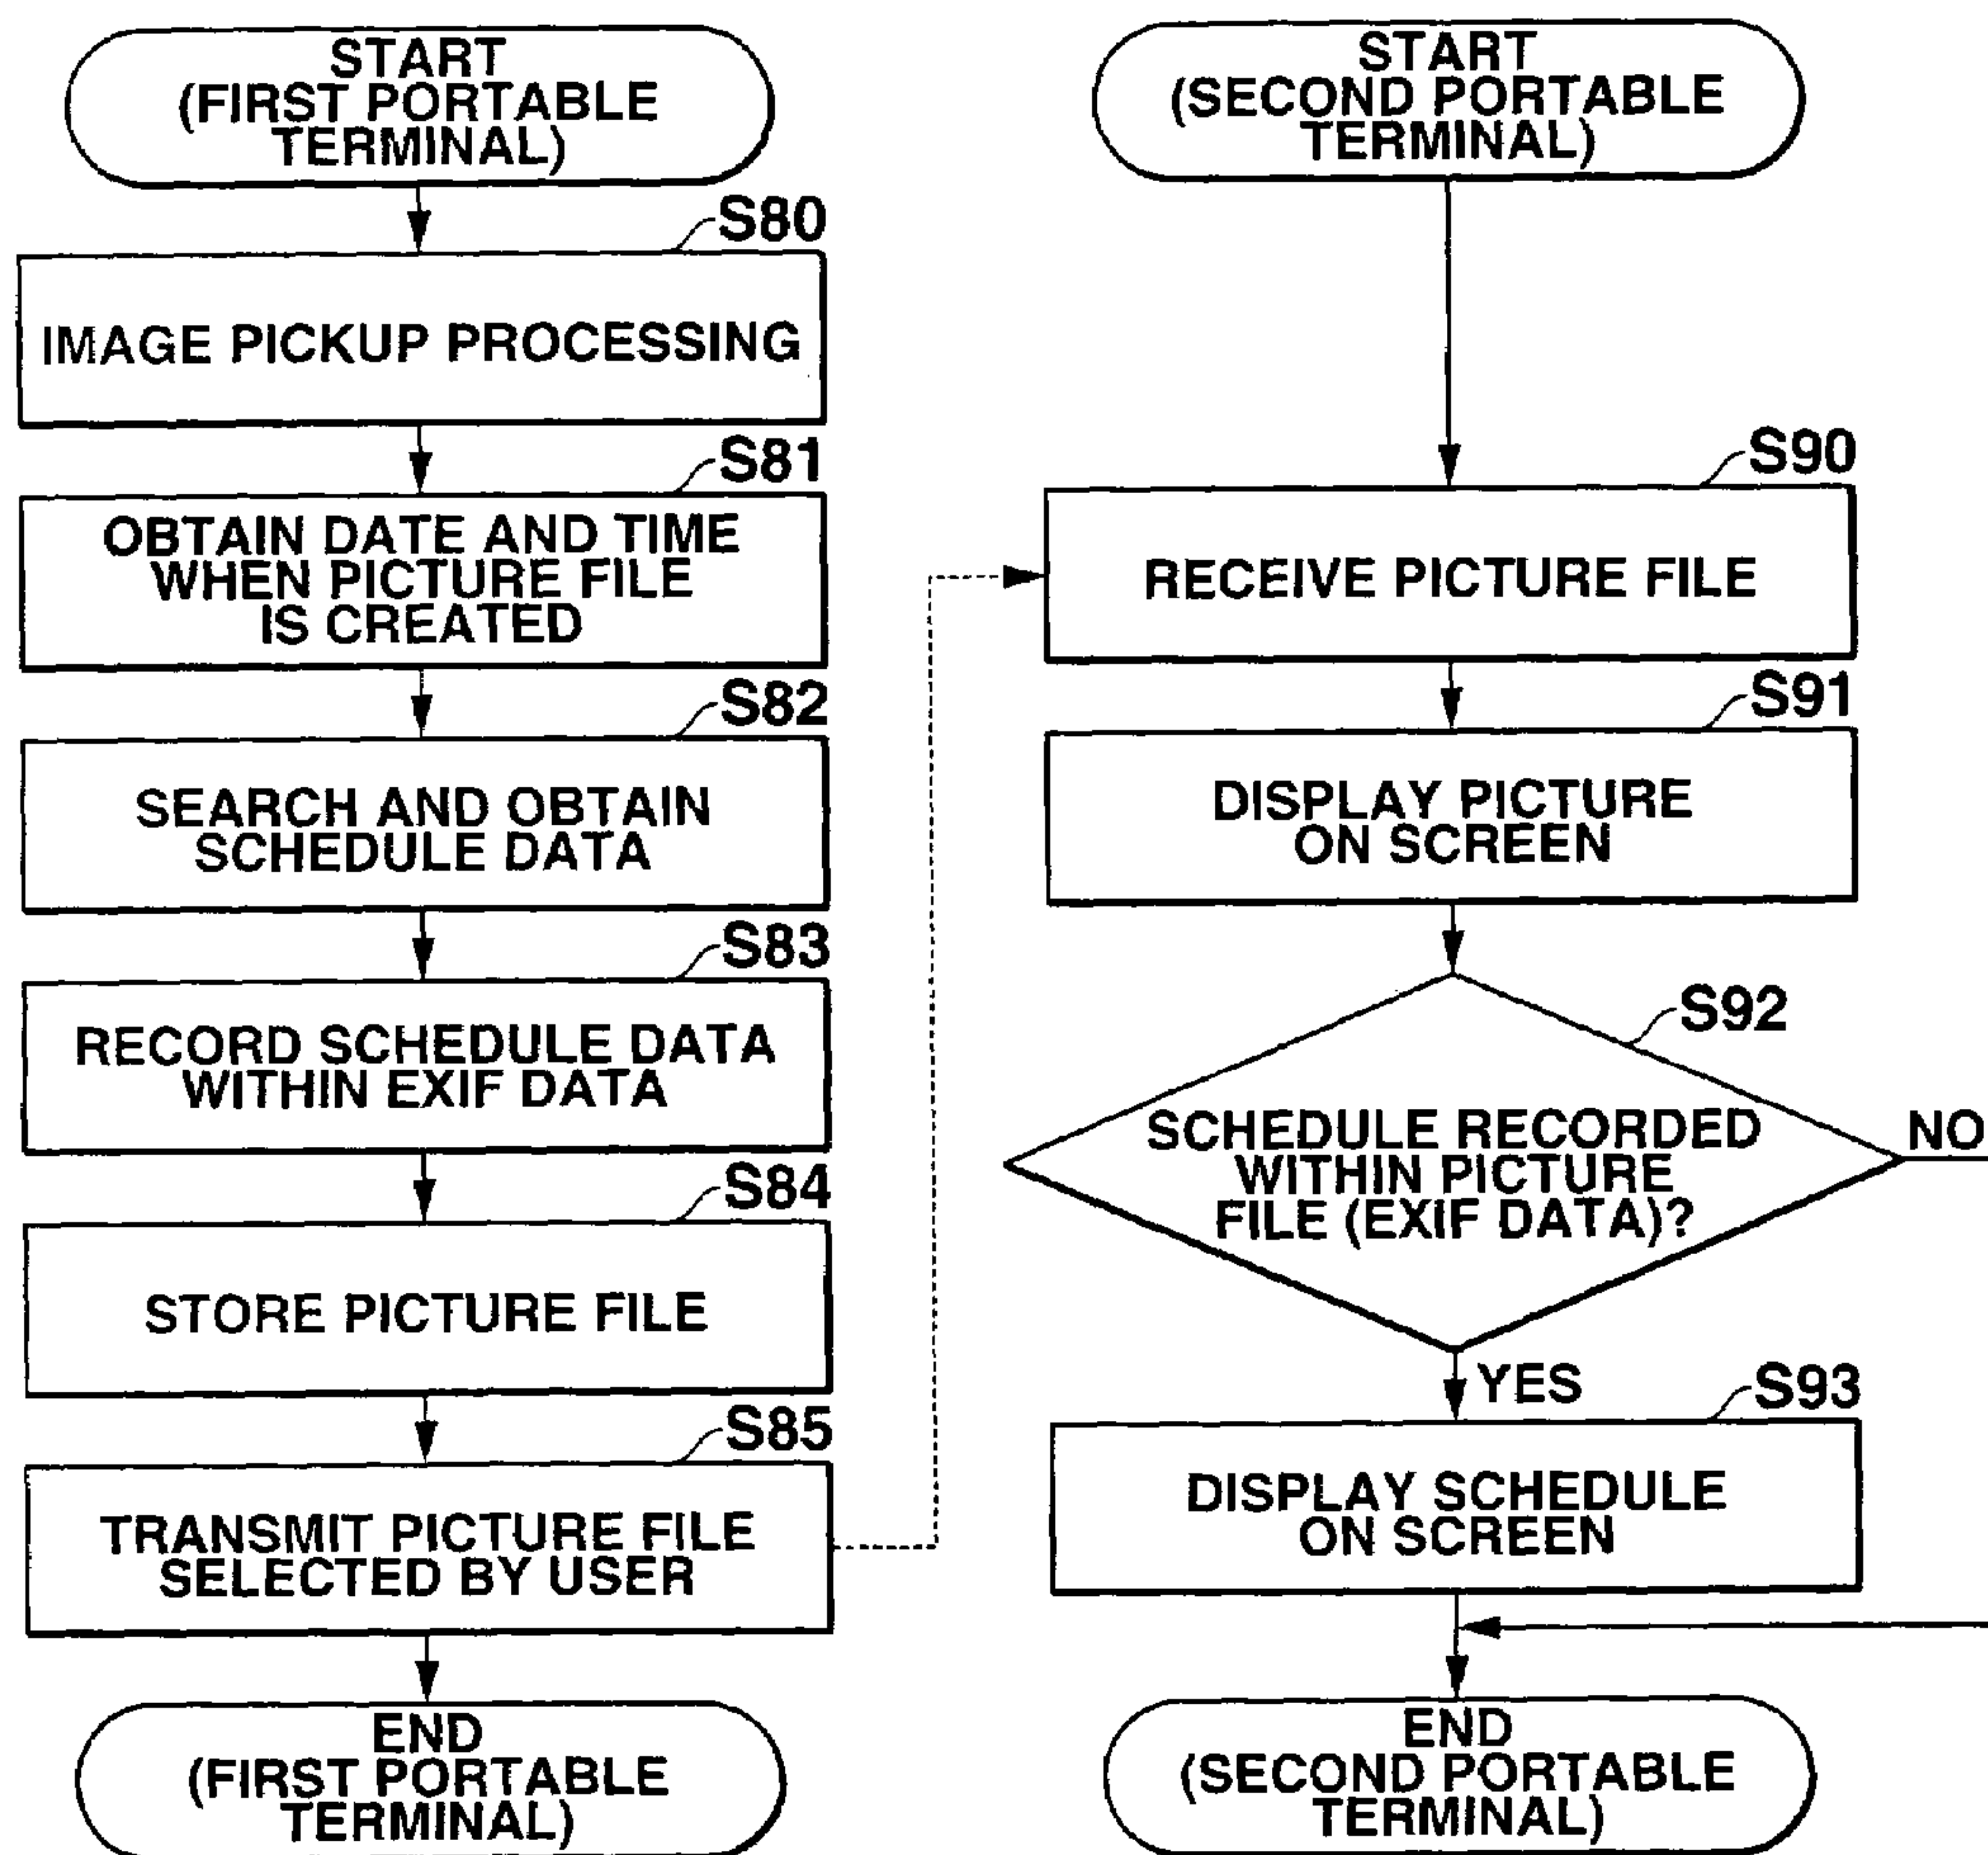 START
(FIRST PORTABLE
TERMINAL)
S80
IMAGE PICKUP PROCESSING
S81
OBTAIN DATE AND TIME
WHEN PICTURE FILE
IS CREATED
S82
SEARCH AND OBTAIN
SCHEDULE DATA
S83
RECORD SCHEDULE DATA
WITHIN EXIF DATA
S84
STORE PICTURE FILE
S85
TRANSMIT PICTURE FILE
SELECTED BY USER
END
(FIRST PORTABLE
TERMINAL)
START
(SECOND PORTABLE
TERMINAL)
S90
RECEIVE PICTURE FILE
S91
DISPLAY PICTURE
ON SCREEN
S92
SCHEDULE RECORDED
WITHIN PICTURE
FILE (EXIF DATA)?
NO
YES
S93
DISPLAY SCHEDULE
ON SCREEN
END
(SECOND PORTABLE
TERMINAL)